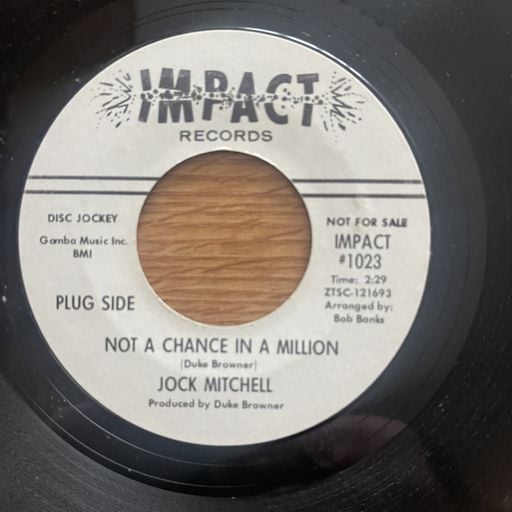 IMPACT
RECORDS
DISC JOCKEY
Gomba Music Inc.
BMI
PLUG SIDE
NOT FOR SALE
IMPACT
#1023
Time: 2:29
ZTSC-121693
Arranged by:
Bob Banks
NOT A CHANCE IN A MILLION
(Duke Browner)
JOCK MITCHELL
Produced by Duke Browner